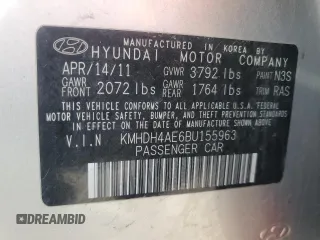 MANUFACTURED IN KOREA BY
HYUNDAI MOTOR COMPANY
APR/14/11 GVWR 3792 lbs PAINT N3S
GAWR FRONT 2072 lbs GAWR REAR 1764 lbs TRIM RAS
THIS VEHICLE CONFORMS TO ALL APPLICABLE FEDERAL
MOTOR VEHICLE SAFETY, BUMPER, AND THEFT PREVENTION
STANDARDS IN EFFECT ON THE DATE OF
MANUFACTURE SHOWN ABOVE.
V.I.N KMHDH4AE6BU155963
PASSENGER CAR
© DREAMBID